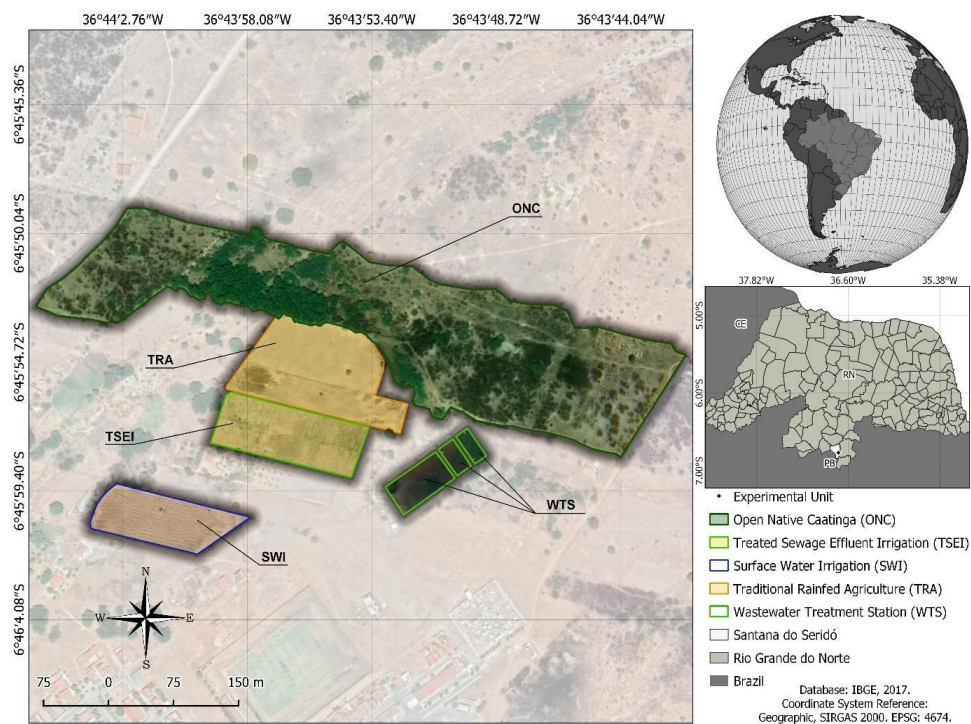 36°44'2.76"W 36°43'58.08"W 36°43'53.40"W 36°43'48.72"W 36°43'44.04"W
6°45'45.36"S
6°45'50.04"S
6°45'54.72"S
6°45'59.40"S
6°46'4.08"S
ONC
TRA
TSEI
WTS
SWI
N
W E
S
75 0 75 150 m
37.82°W 36.60°W 35.38°W
5.00°S
6.00°S
7.00°S
CE
RN
PB
Experimental Unit
Open Native Caatinga (ONC)
Treated Sewage Effluent Irrigation (TSEI)
Surface Water Irrigation (SWI)
Traditional Rainfed Agriculture (TRA)
Wastewater Treatment Station (WTS)
Santana do Seridó
Rio Grande do Norte
Brazil
Database: IBGE, 2017.
Coordinate System Reference:
Geographic, SIRGAS 2000. EPSG: 4674.